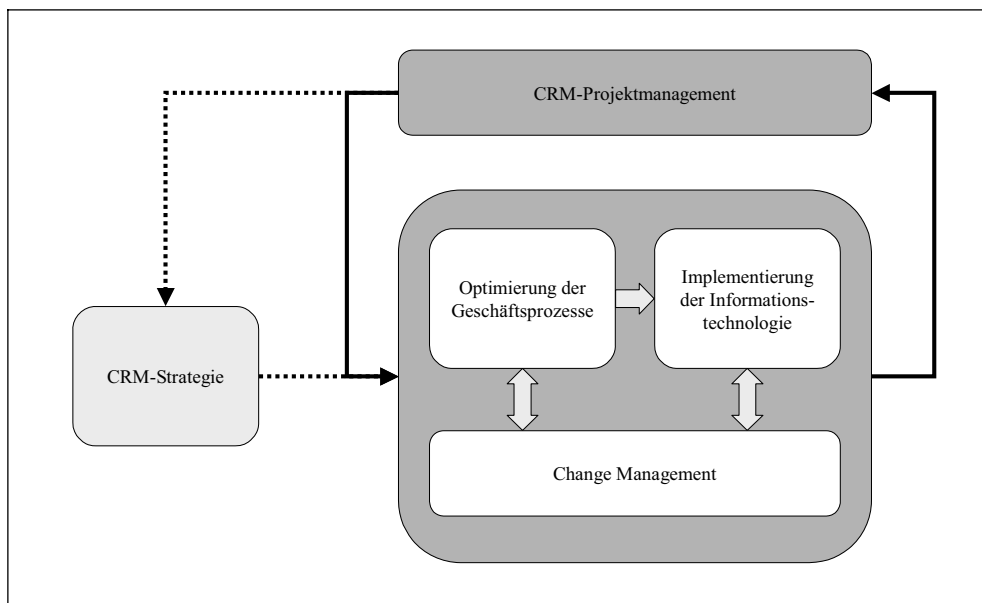 CRM-Projektmanagement
Optimierung der
Geschäftsprozesse
Implementierung
der Informations-
technologie
CRM-Strategie
Change Management